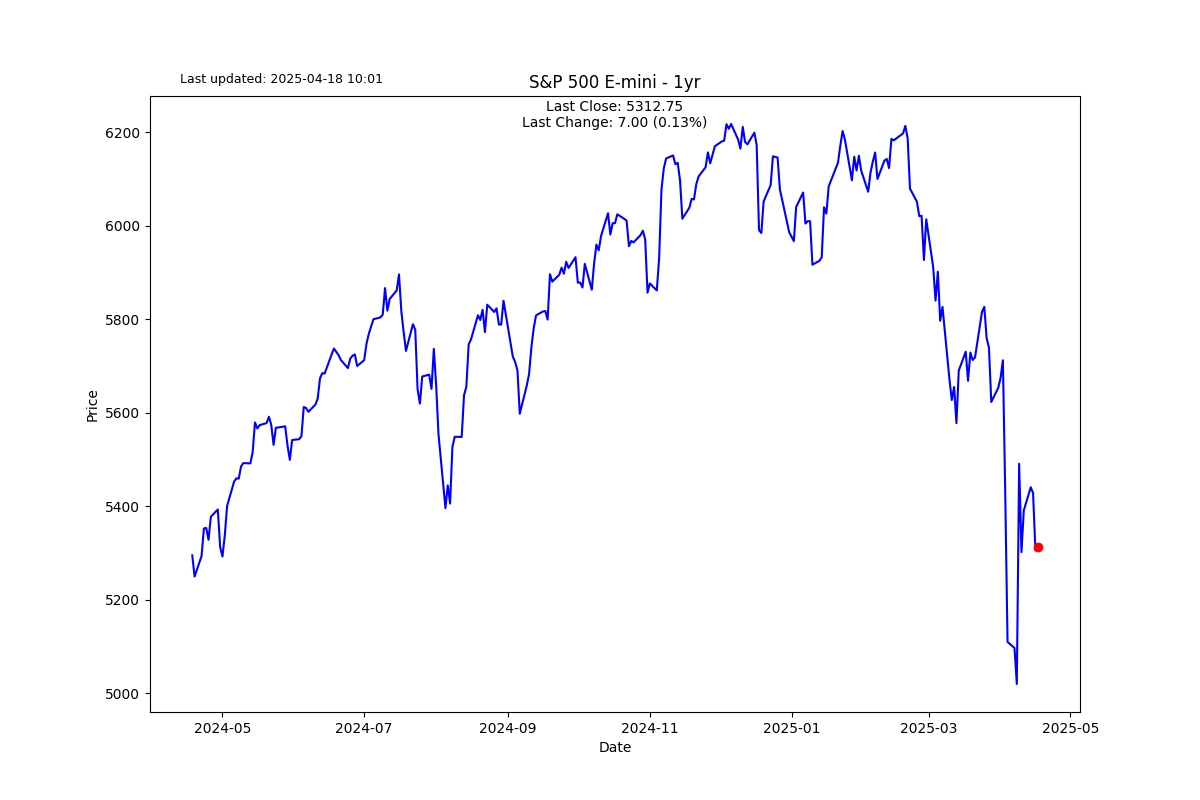 Last updated: 2025-04-18 10:01
S&P 500 E-mini - 1yr
Last Close: 5312.75
Last Change: 7.00 (0.13%)
Price
6200
6000
5800
5600
5400
5200
5000
2024-05 2024-07 2024-09 2024-11 2025-01 2025-03 2025-05
Date